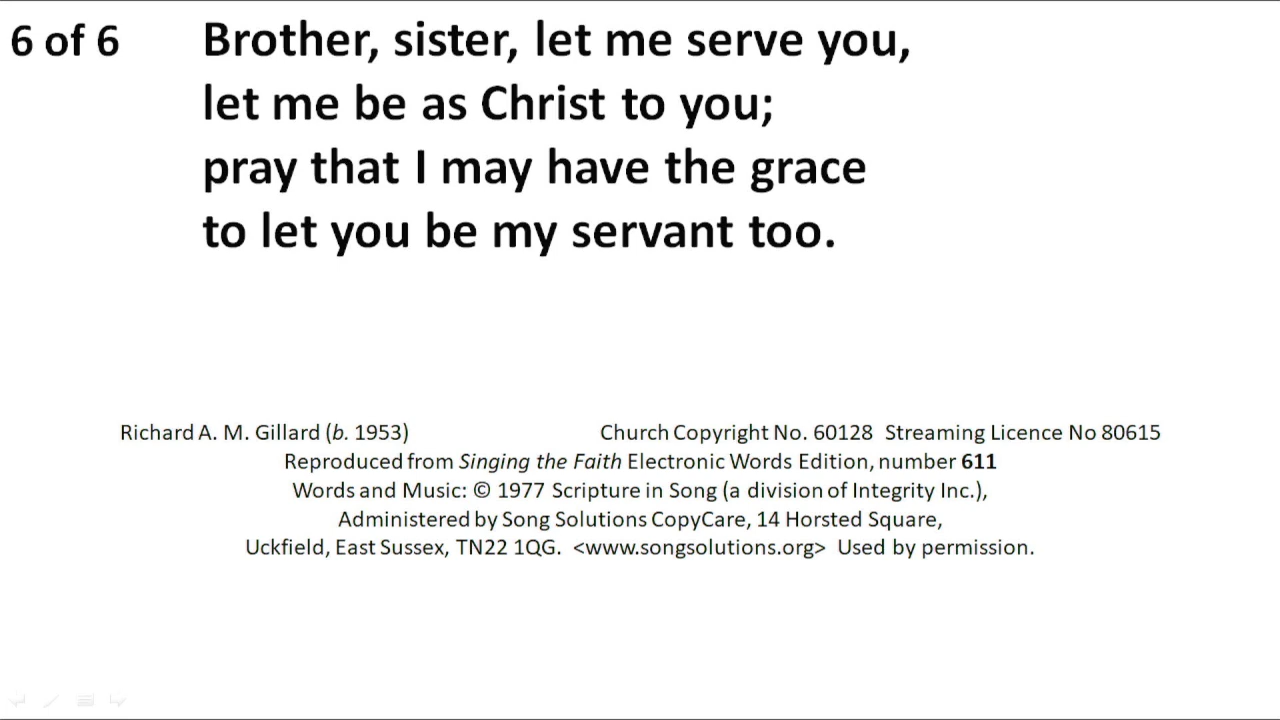 6 of 6 Brother, sister, let me serve you,
let me be as Christ to you;
pray that I may have the grace
to let you be my servant too.
Richard A. M. Gillard (b. 1953) Church Copyright No. 60128 Streaming Licence No 80615
Reproduced from Singing the Faith Electronic Words Edition, number 611
Words and Music: © 1977 Scripture in Song (a division of Integrity Inc.),
Administered by Song Solutions CopyCare, 14 Horsted Square,
Uckfield, East Sussex, TN22 1QG. <www.songsolutions.org> Used by permission.